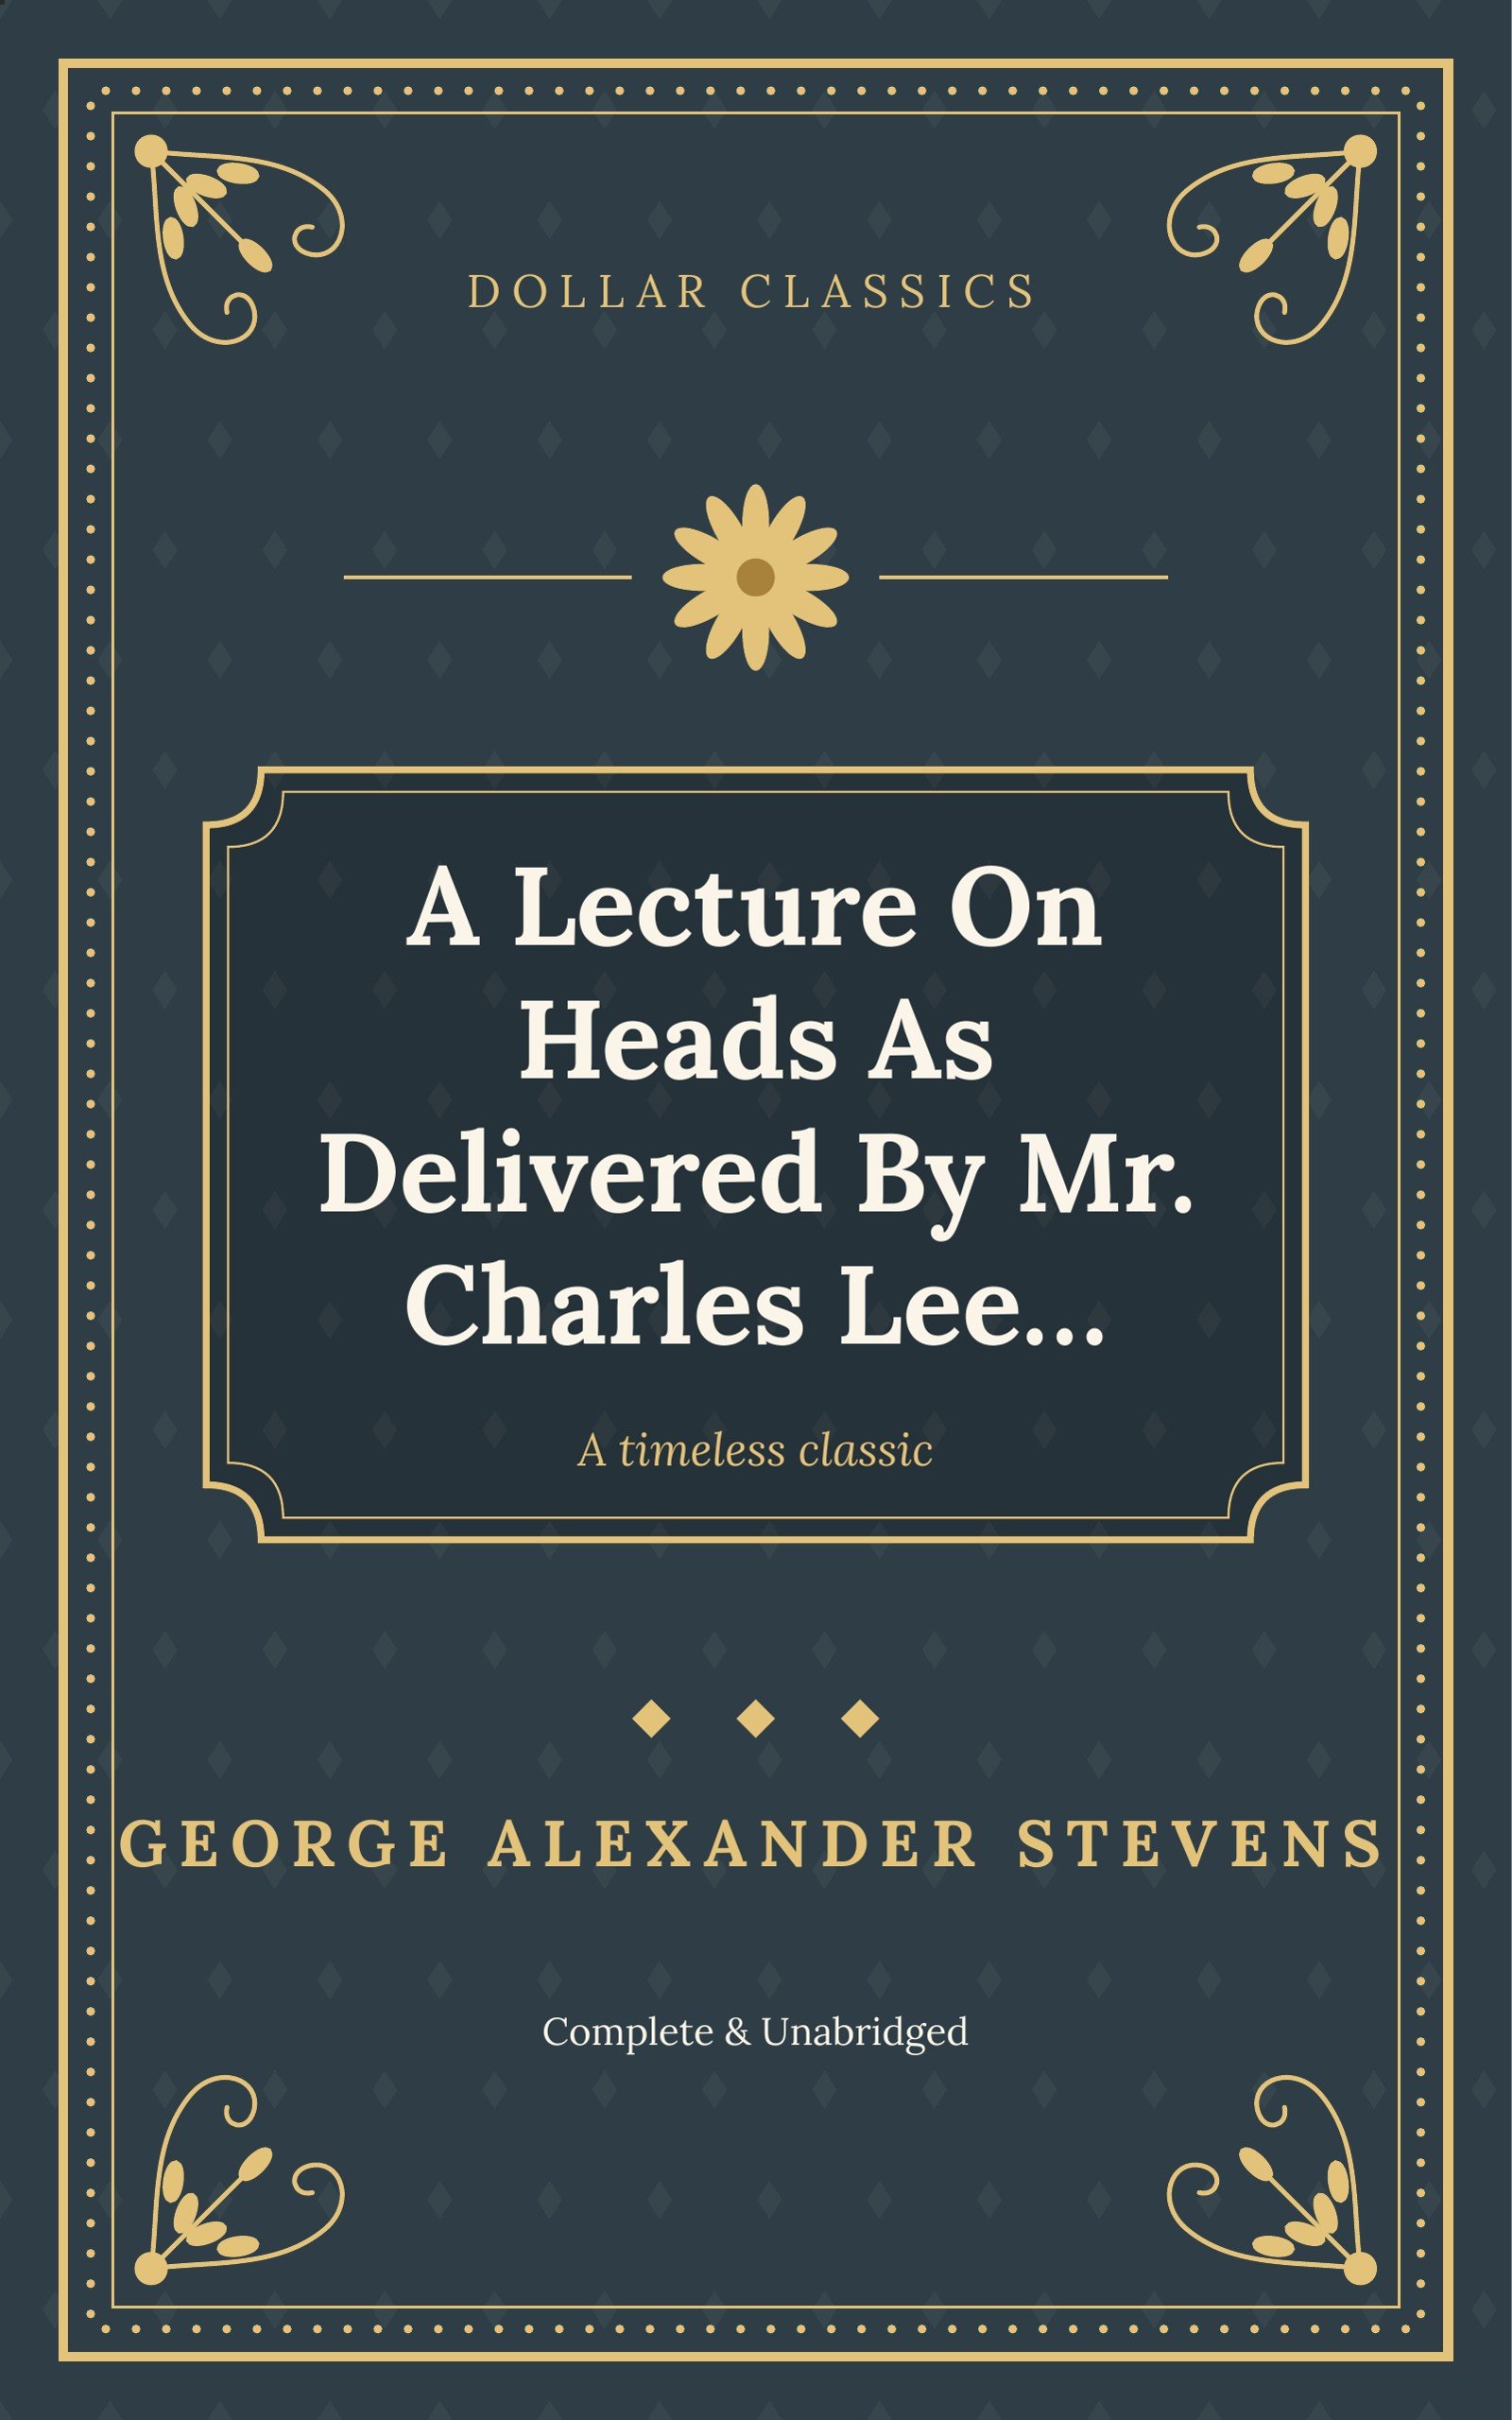 DOLLAR CLASSICS
A Lecture On
Heads As
Delivered By Mr.
Charles Lee...
A timeless classic
GEORGE ALEXANDER STEVENS
Complete & Unabridged